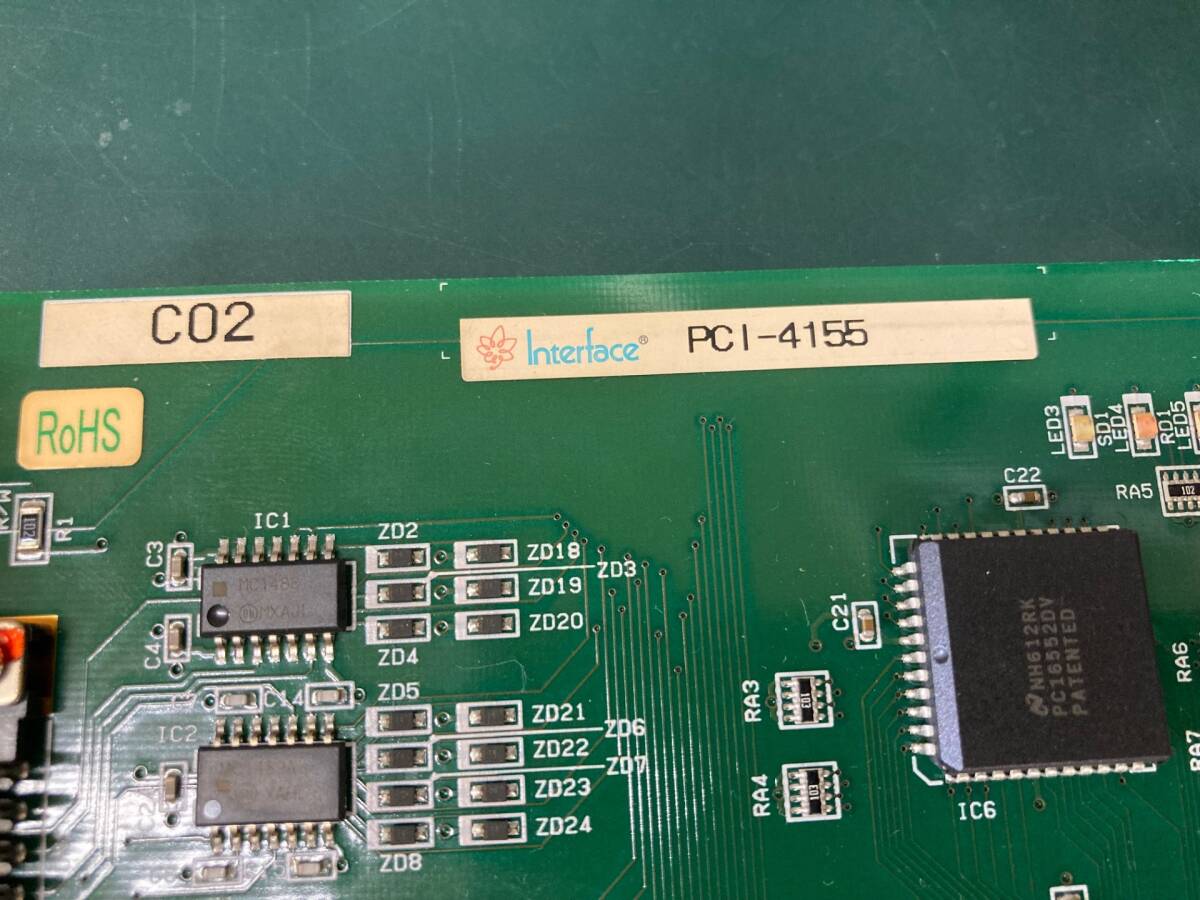 C02
Interface® PCI-4155
RoHS
R1
102
IC1
C3
C4
MC1488
ZD2
ZD18
ZD3
ZD19
ZD20
ZD4
ZD5
C14
IC2
ZD21
ZD6
ZD22
ZD7
ZD23
ZD24
ZD8
LED3
SD1
LED4
RD1
LED5
C22
RA5
102
C21
NH612RK
PC16552DV
PATENTED
IC6
RA3
103
RA4
103
RA6
RA7